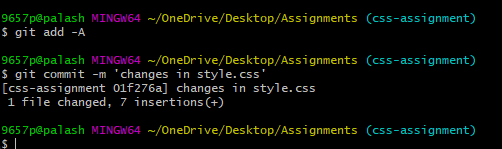 9657p@palash MINGW64 ~/OneDrive/Desktop/Assignments (css-assignment)
$ git add -A
9657p@palash MINGW64 ~/OneDrive/Desktop/Assignments (css-assignment)
$ git commit -m 'changes in style.css'
[css-assignment 01f276a] changes in style.css
 1 file changed, 7 insertions(+)
9657p@palash MINGW64 ~/OneDrive/Desktop/Assignments (css-assignment)
$